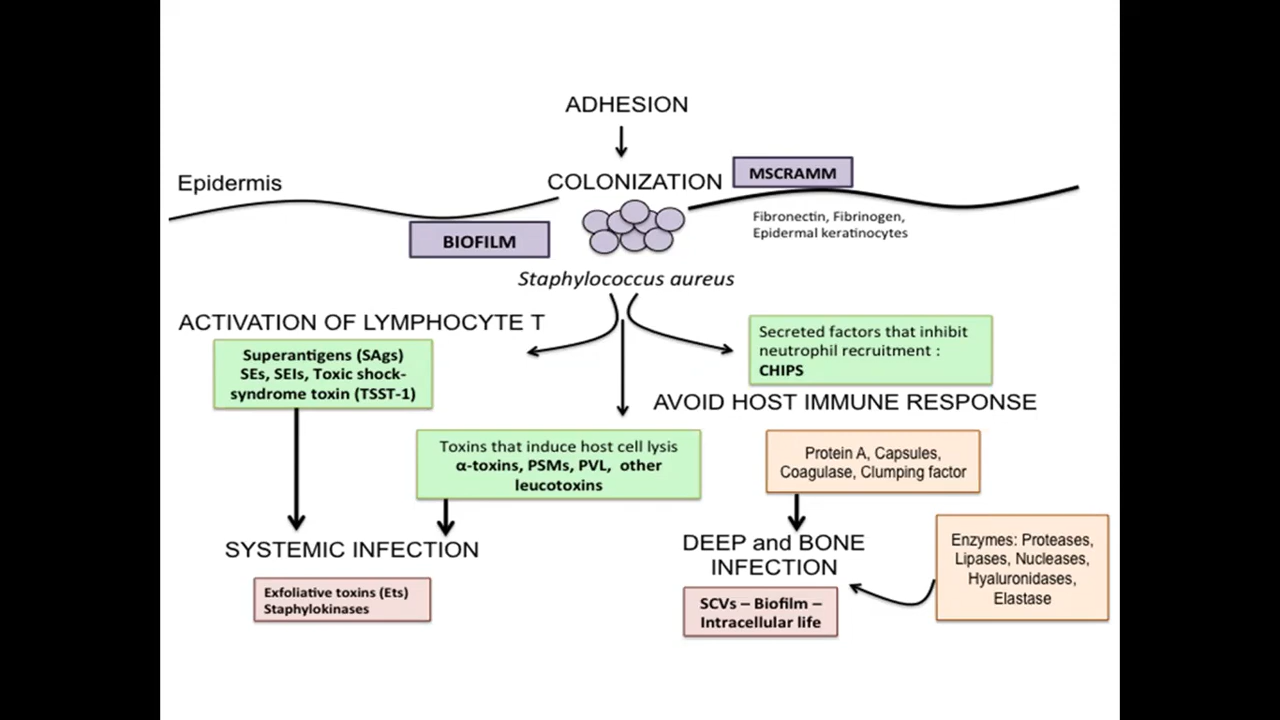 ADHESION
COLONIZATION
MSCRAMM
Epidermis
Fibronectin, Fibrinogen,
Epidermal keratinocytes
BIOFILM
Staphylococcus aureus
ACTIVATION OF LYMPHOCYTE T
Superantigens (SAgs)
SEs, SEIs, Toxic shock-
syndrome toxin (TSST-1)
Secreted factors that inhibit
neutrophil recruitment :
CHIPS
AVOID HOST IMMUNE RESPONSE
Toxins that induce host cell lysis
α-toxins, PSMs, PVL, other
leucotoxins
Protein A, Capsules,
Coagulase, Clumping factor
SYSTEMIC INFECTION
Exfoliative toxins (Ets)
Staphylokinases
DEEP and BONE
INFECTION
SCVs – Biofilm –
Intracellular life
Enzymes: Proteases,
Lipases, Nucleases,
Hyaluronidases,
Elastase